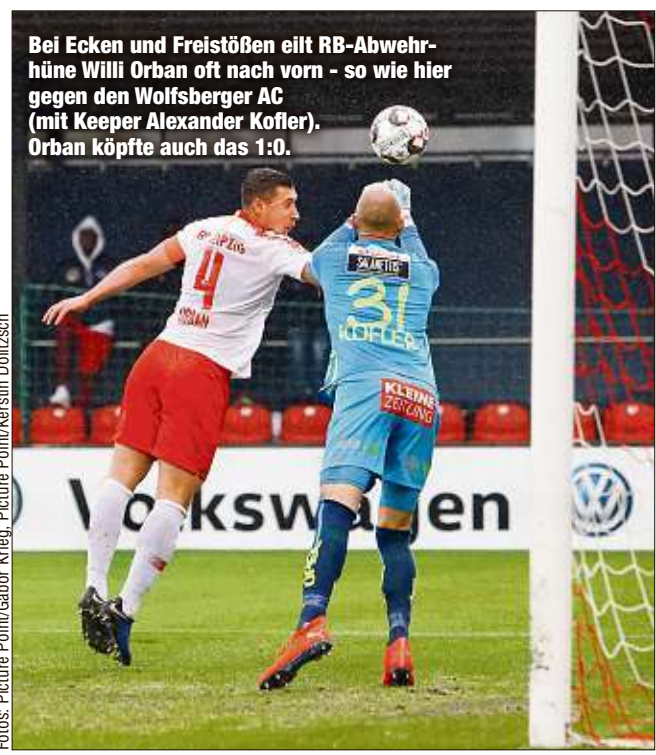 Bei Ecken und Freistößen eilt RB-Abwehr-
hüne Willi Orban oft nach vorn - so wie hier
gegen den Wolfsberger AC
(mit Keeper Alexander Kofler).
Orban köpfte auch das 1:0.
4
ORBAN
31
KOFLER
KLEINE
ZEITUNG
Volkswagen
Fotos: Picture Point/Gabor Krieg, Picture Point/Kerstin Dölitzsch